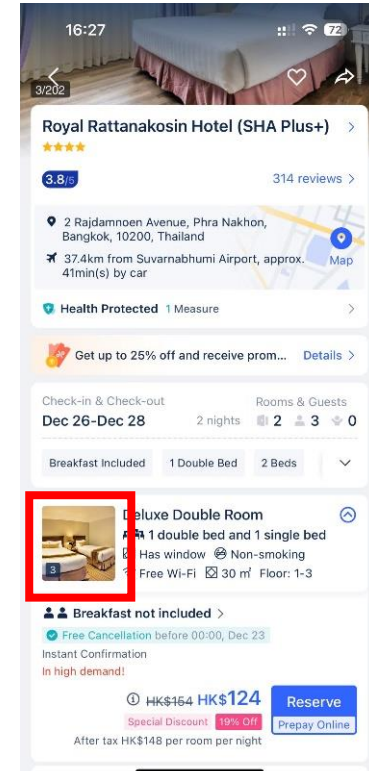 16:27
72
3/202
Royal Rattanakosin Hotel (SHA Plus+) >
3.8/5
314 reviews >
2 Rajdamnoen Avenue, Phra Nakhon,
Bangkok, 10200, Thailand
37.4km from Suvarnabhumi Airport, approx.
41min(s) by car
Map
Health Protected 1 Measure >
Get up to 25% off and receive prom... Details >
Check-in & Check-out Rooms & Guests
Dec 26-Dec 28 2 nights 2 3 0
Breakfast Included 1 Double Bed 2 Beds
Deluxe Double Room
1 double bed and 1 single bed
Has window Non-smoking
Free Wi-Fi 30 ㎡ Floor: 1-3
3
Breakfast not included >
Free Cancellation before 00:00, Dec 23
Instant Confirmation
In high demand!
HK$154 HK$124
Special Discount 19% Off
After tax HK$148 per room per night
Reserve
Prepay Online